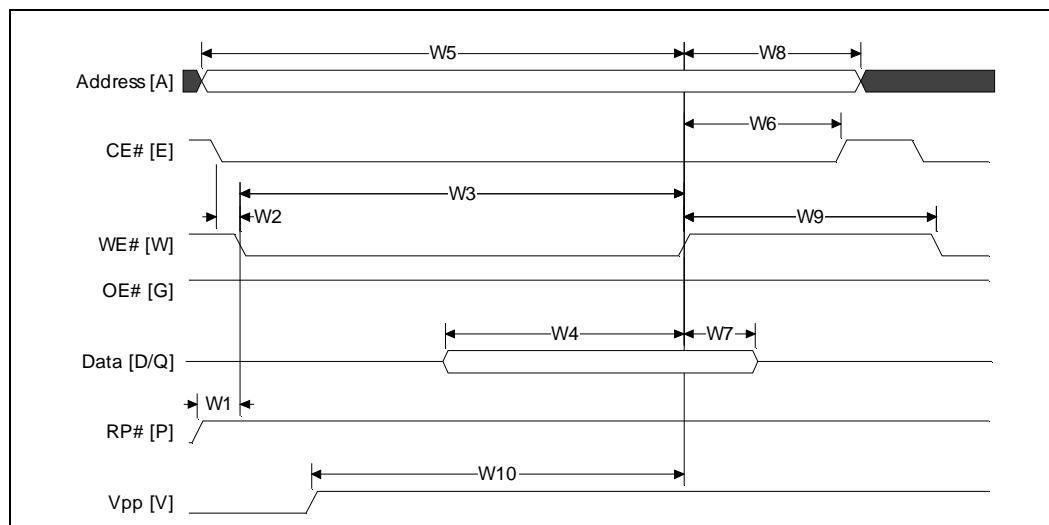 W5
W8
Address [A]
W6
CE# [E]
W3
W2
W9
WE# [W]
OE# [G]
W4
W7
Data [D/Q]
W1
RP# [P]
W10
Vpp [V]